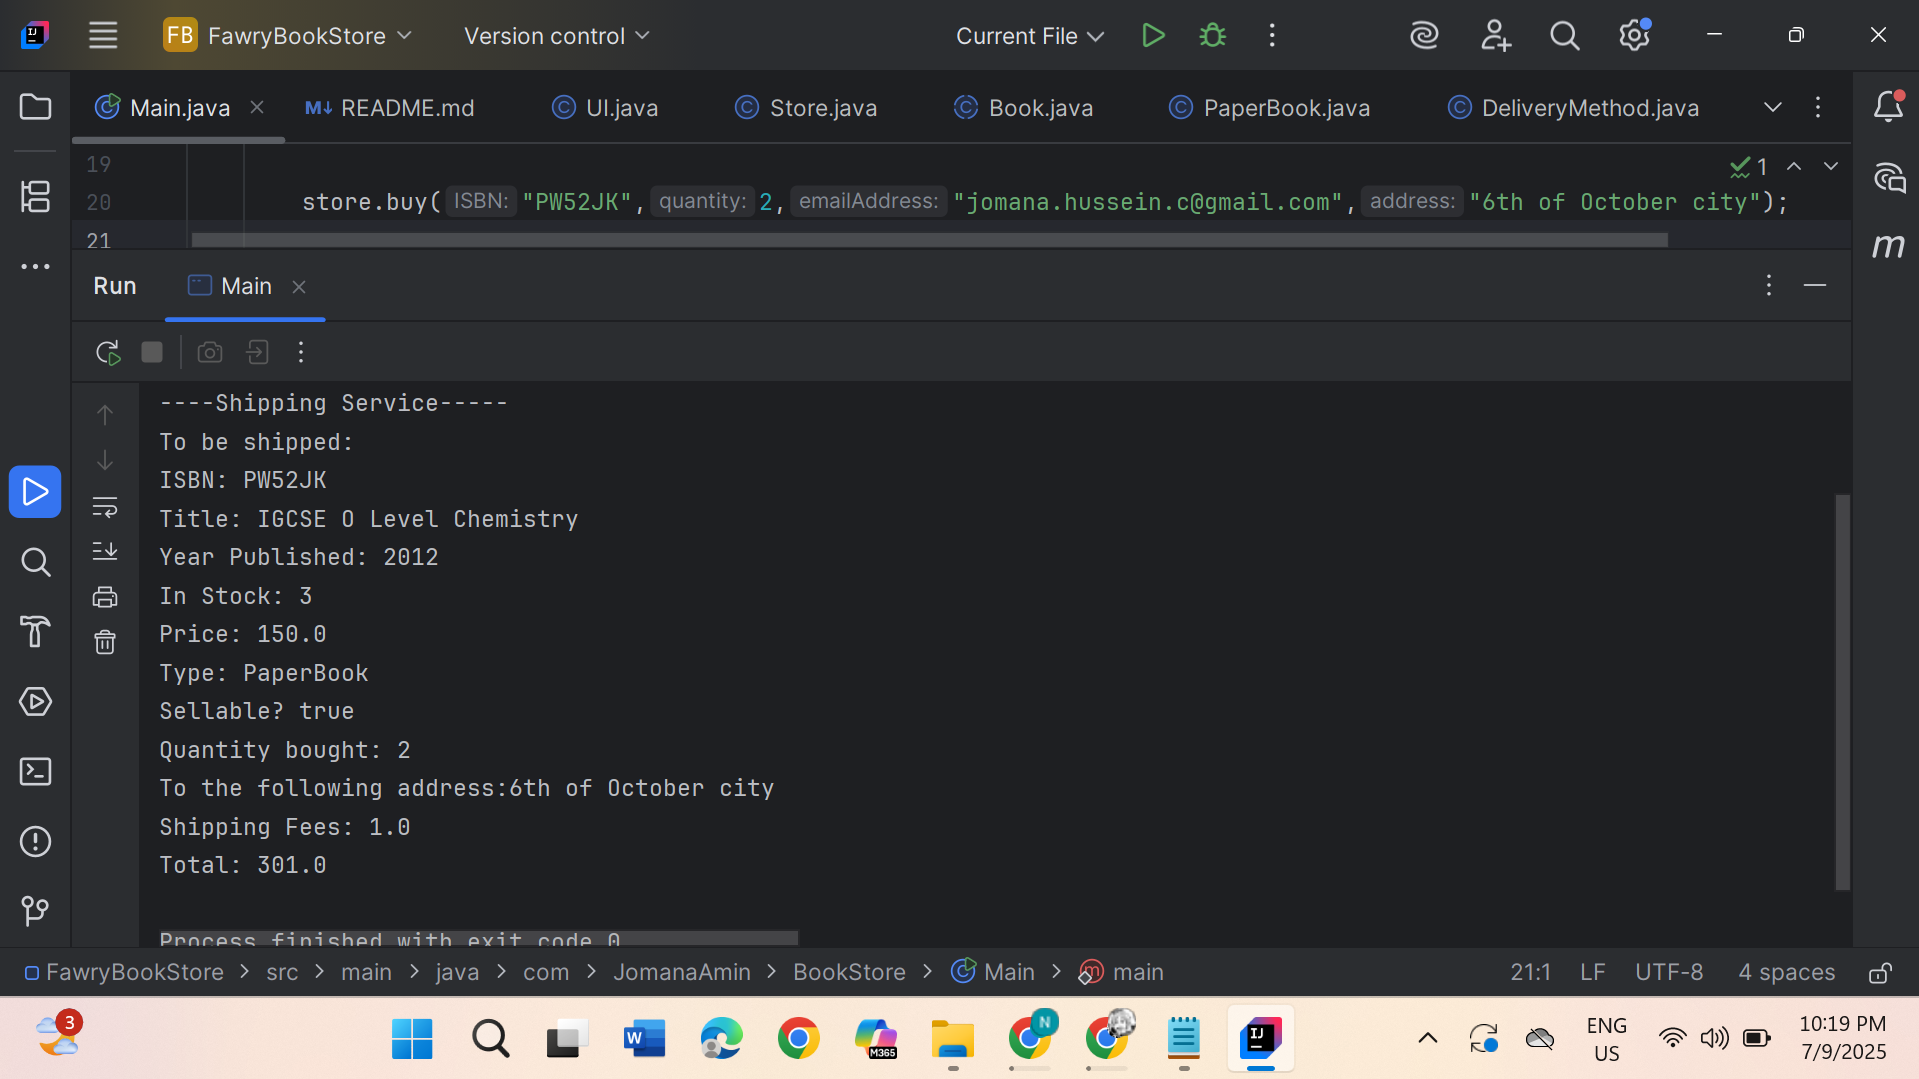 FB FawryBookStore Version control Current File
Main.java README.md UI.java Store.java Book.java PaperBook.java DeliveryMethod.java
19
1
20 store.buy( ISBN: "PW52JK", quantity: 2, emailAddress: "jomana.hussein.c@gmail.com", address: "6th of October city");
21
Run Main
----Shipping Service-----
To be shipped:
ISBN: PW52JK
Title: IGCSE O Level Chemistry
Year Published: 2012
In Stock: 3
Price: 150.0
Type: PaperBook
Sellable? true
Quantity bought: 2
To the following address:6th of October city
Shipping Fees: 1.0
Total: 301.0
Process finished with exit code 0
FawryBookStore > src > main > java > com > JomanaAmin > BookStore > Main > main 21:1 LF UTF-8 4 spaces
3
ENG
US
10:19 PM
7/9/2025